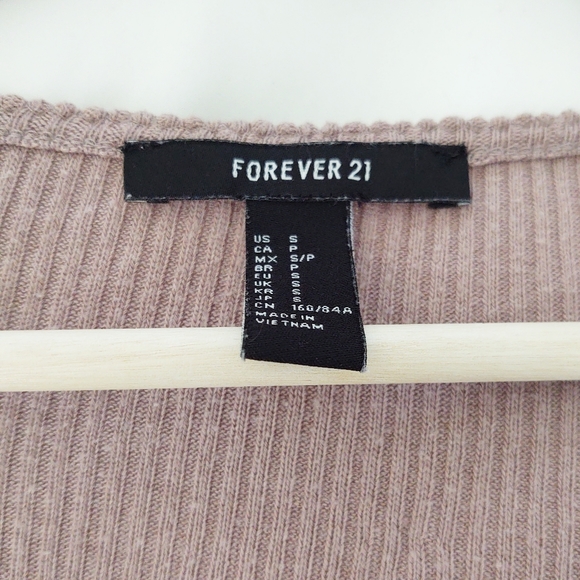 FOREVER 21
US S
CA P
MX S/P
BR P
EU S
UK S
KR S
JP S
CN 160/84A
MADE IN
VIETNAM